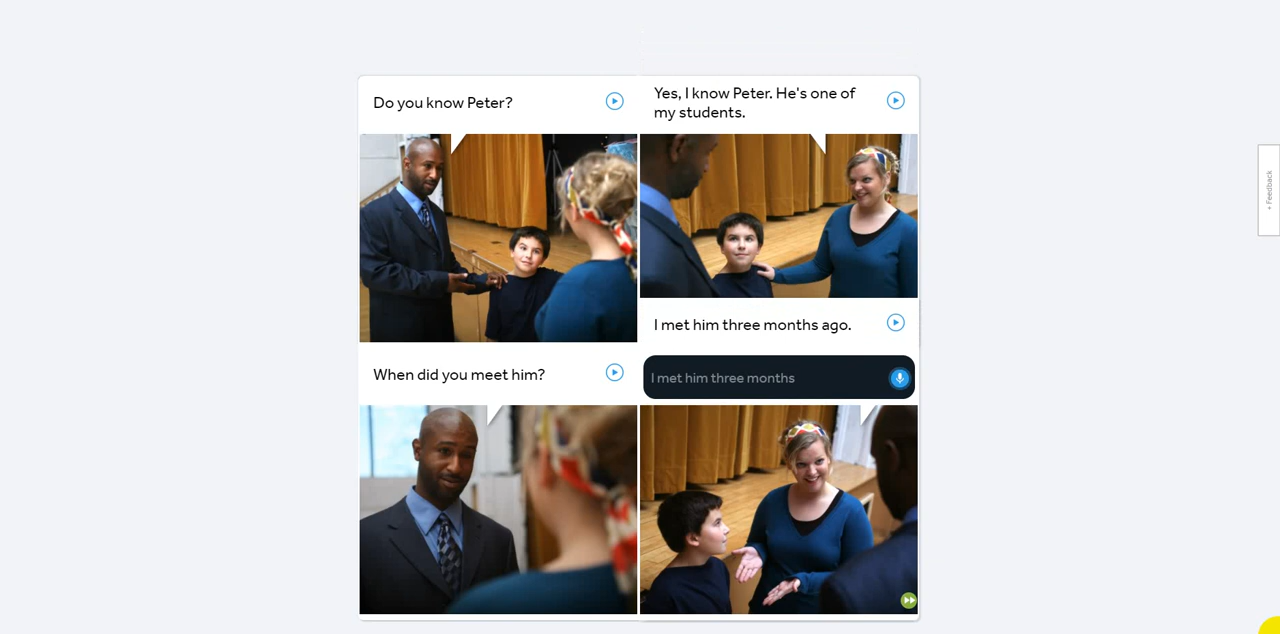 Do you know Peter?
Yes, I know Peter. He's one of
my students.
When did you meet him?
I met him three months ago.
I met him three months
+ Feedback